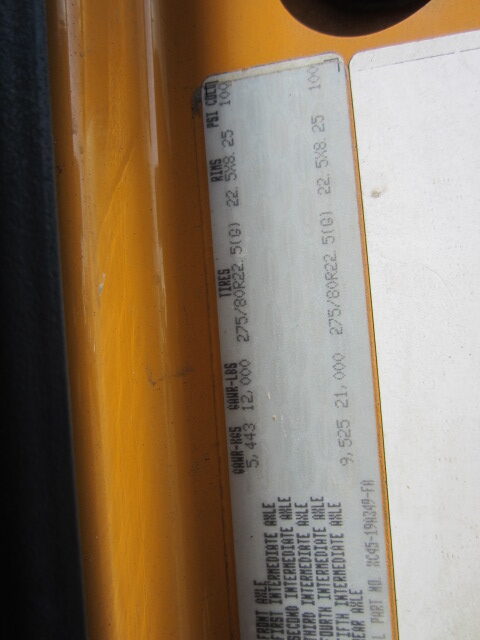 GAWR-KGS GAWR-LBS TIRES RIMS PSI COLD
FRONT AXLE 5,443 12,000 275/80R22.5(G) 22.5X8.25 100
FIRST INTERMEDIATE AXLE
SECOND INTERMEDIATE AXLE
THIRD INTERMEDIATE AXLE
FOURTH INTERMEDIATE AXLE
FIFTH INTERMEDIATE AXLE
REAR AXLE 9,525 21,000 275/80R22.5(G) 22.5X8.25 100
PART NO.